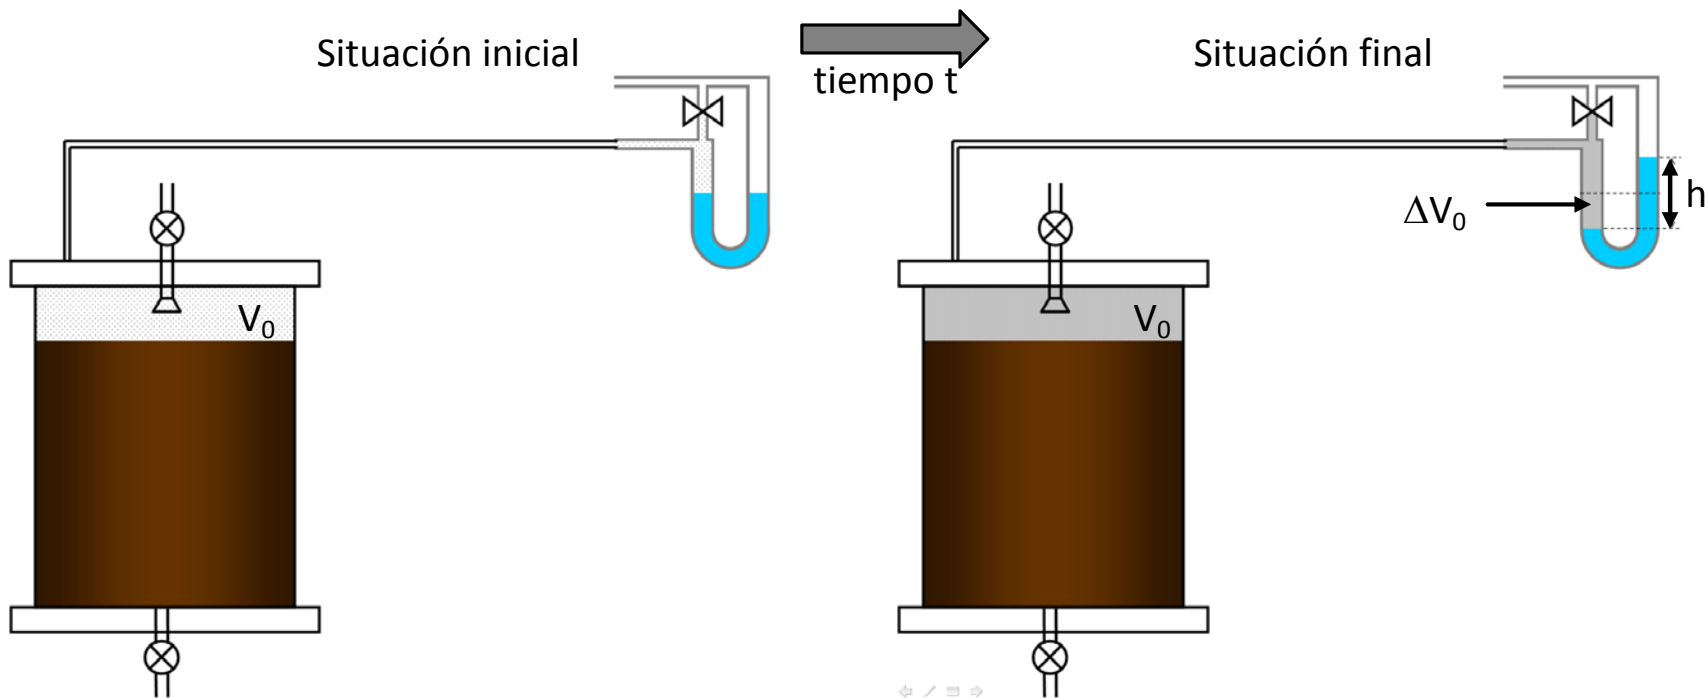 Situación inicial
tiempo t
Situación final
V₀
V₀
ΔV₀
h